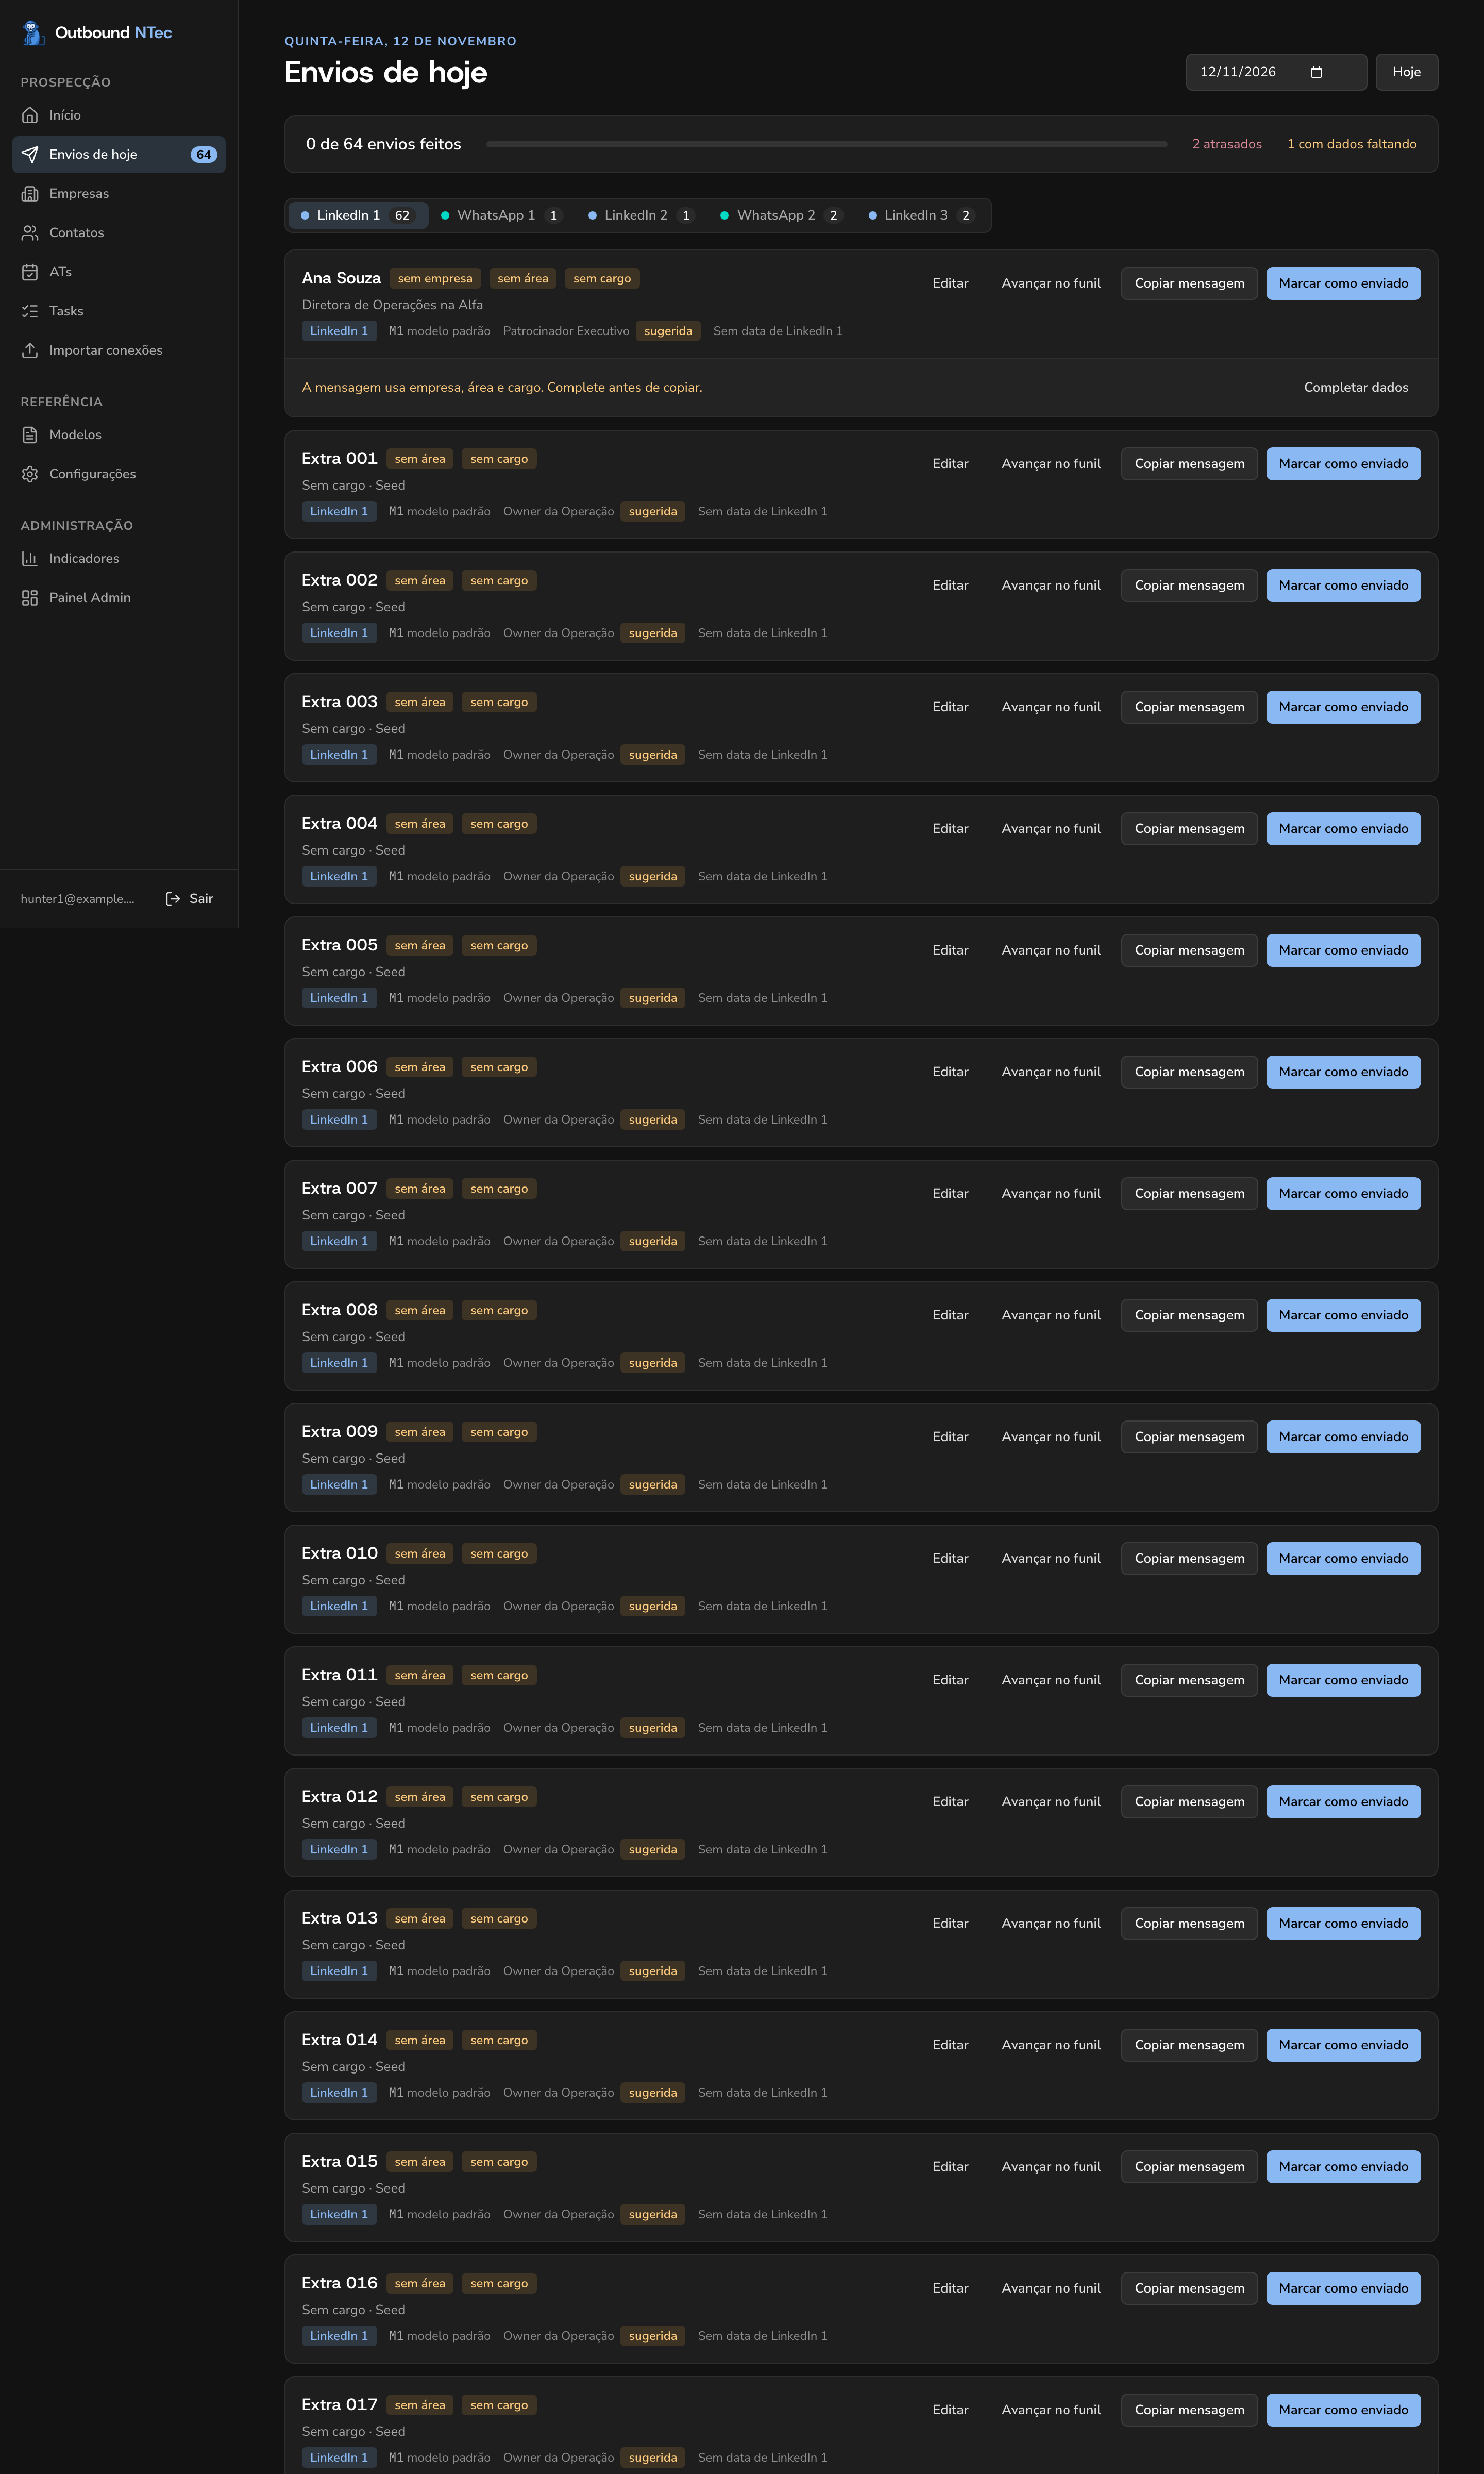 Outbound NTec
PROSPECÇÃO
Início
Envios de hoje 64
Empresas
Contatos
ATs
Tasks
Importar conexões
REFERÊNCIA
Modelos
Configurações
ADMINISTRAÇÃO
Indicadores
Painel Admin
hunter1@example.... Sair
QUINTA-FEIRA, 12 DE NOVEMBRO
Envios de hoje
12/11/2026 Hoje
0 de 64 envios feitos 2 atrasados 1 com dados faltando
LinkedIn 1 62 WhatsApp 1 1 LinkedIn 2 1 WhatsApp 2 2 LinkedIn 3 2
Ana Souza sem empresa sem área sem cargo Editar Avançar no funil Copiar mensagem Marcar como enviado
Diretora de Operações na Alfa
LinkedIn 1 M1 modelo padrão Patrocinador Executivo sugerida Sem data de LinkedIn 1
A mensagem usa empresa, área e cargo. Complete antes de copiar. Completar dados
Extra 001 sem área sem cargo Editar Avançar no funil Copiar mensagem Marcar como enviado
Sem cargo · Seed
LinkedIn 1 M1 modelo padrão Owner da Operação sugerida Sem data de LinkedIn 1
Extra 002 sem área sem cargo Editar Avançar no funil Copiar mensagem Marcar como enviado
Sem cargo · Seed
LinkedIn 1 M1 modelo padrão Owner da Operação sugerida Sem data de LinkedIn 1
Extra 003 sem área sem cargo Editar Avançar no funil Copiar mensagem Marcar como enviado
Sem cargo · Seed
LinkedIn 1 M1 modelo padrão Owner da Operação sugerida Sem data de LinkedIn 1
Extra 004 sem área sem cargo Editar Avançar no funil Copiar mensagem Marcar como enviado
Sem cargo · Seed
LinkedIn 1 M1 modelo padrão Owner da Operação sugerida Sem data de LinkedIn 1
Extra 005 sem área sem cargo Editar Avançar no funil Copiar mensagem Marcar como enviado
Sem cargo · Seed
LinkedIn 1 M1 modelo padrão Owner da Operação sugerida Sem data de LinkedIn 1
Extra 006 sem área sem cargo Editar Avançar no funil Copiar mensagem Marcar como enviado
Sem cargo · Seed
LinkedIn 1 M1 modelo padrão Owner da Operação sugerida Sem data de LinkedIn 1
Extra 007 sem área sem cargo Editar Avançar no funil Copiar mensagem Marcar como enviado
Sem cargo · Seed
LinkedIn 1 M1 modelo padrão Owner da Operação sugerida Sem data de LinkedIn 1
Extra 008 sem área sem cargo Editar Avançar no funil Copiar mensagem Marcar como enviado
Sem cargo · Seed
LinkedIn 1 M1 modelo padrão Owner da Operação sugerida Sem data de LinkedIn 1
Extra 009 sem área sem cargo Editar Avançar no funil Copiar mensagem Marcar como enviado
Sem cargo · Seed
LinkedIn 1 M1 modelo padrão Owner da Operação sugerida Sem data de LinkedIn 1
Extra 010 sem área sem cargo Editar Avançar no funil Copiar mensagem Marcar como enviado
Sem cargo · Seed
LinkedIn 1 M1 modelo padrão Owner da Operação sugerida Sem data de LinkedIn 1
Extra 011 sem área sem cargo Editar Avançar no funil Copiar mensagem Marcar como enviado
Sem cargo · Seed
LinkedIn 1 M1 modelo padrão Owner da Operação sugerida Sem data de LinkedIn 1
Extra 012 sem área sem cargo Editar Avançar no funil Copiar mensagem Marcar como enviado
Sem cargo · Seed
LinkedIn 1 M1 modelo padrão Owner da Operação sugerida Sem data de LinkedIn 1
Extra 013 sem área sem cargo Editar Avançar no funil Copiar mensagem Marcar como enviado
Sem cargo · Seed
LinkedIn 1 M1 modelo padrão Owner da Operação sugerida Sem data de LinkedIn 1
Extra 014 sem área sem cargo Editar Avançar no funil Copiar mensagem Marcar como enviado
Sem cargo · Seed
LinkedIn 1 M1 modelo padrão Owner da Operação sugerida Sem data de LinkedIn 1
Extra 015 sem área sem cargo Editar Avançar no funil Copiar mensagem Marcar como enviado
Sem cargo · Seed
LinkedIn 1 M1 modelo padrão Owner da Operação sugerida Sem data de LinkedIn 1
Extra 016 sem área sem cargo Editar Avançar no funil Copiar mensagem Marcar como enviado
Sem cargo · Seed
LinkedIn 1 M1 modelo padrão Owner da Operação sugerida Sem data de LinkedIn 1
Extra 017 sem área sem cargo Editar Avançar no funil Copiar mensagem Marcar como enviado
Sem cargo · Seed
LinkedIn 1 M1 modelo padrão Owner da Operação sugerida Sem data de LinkedIn 1